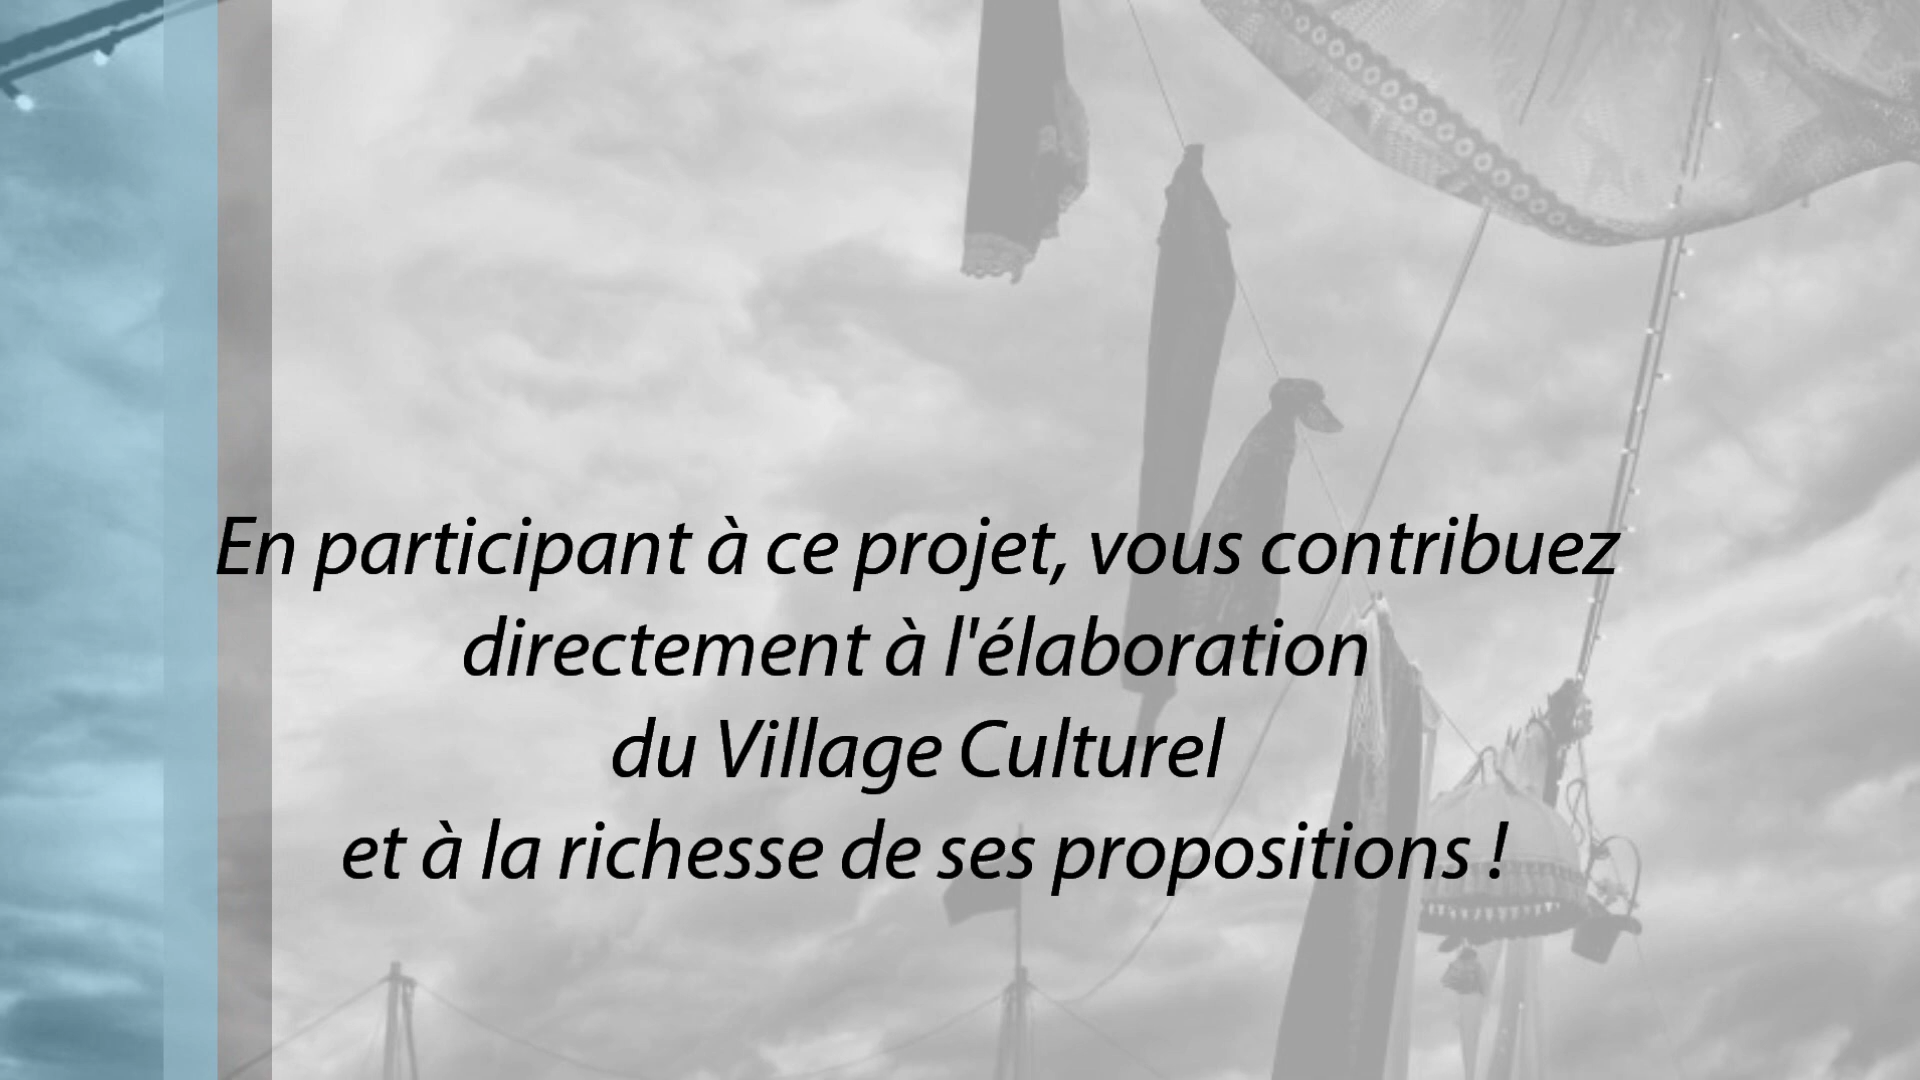 En participant à ce projet, vous contribuez
directement à l'élaboration
du Village Culturel
et à la richesse de ses propositions !